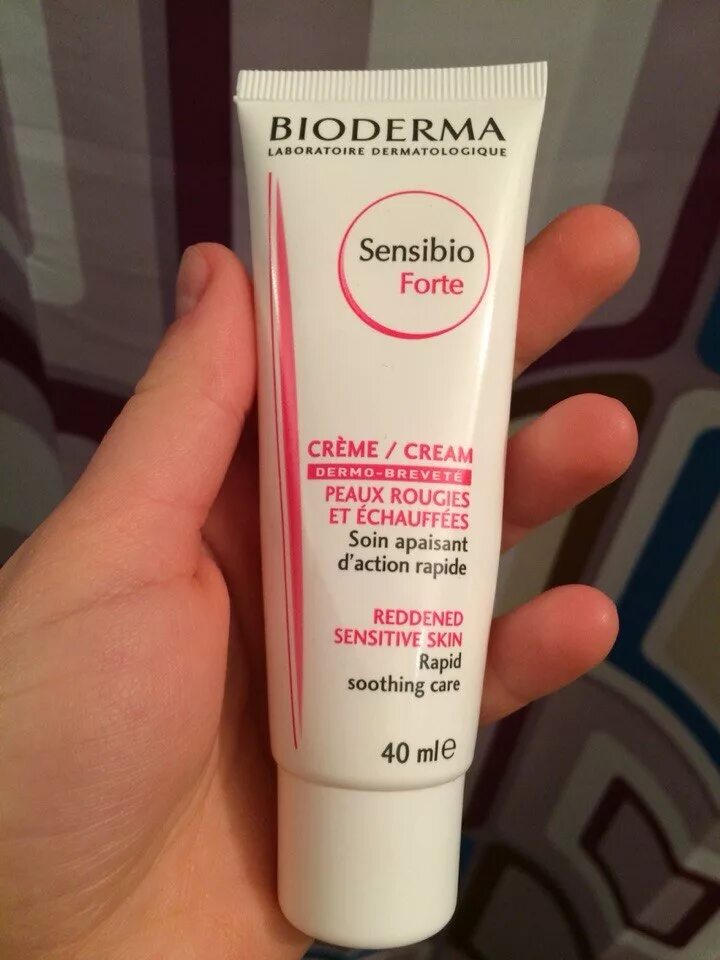 BIODERMA
LABORATOIRE DERMATOLOGIQUE
Sensibio
Forte
CRÈME / CREAM
DERMO-BREVETÉ
PEAUX ROUGIES
ET ÉCHAUFFÉES
Soin apaisant
d'action rapide
REDDENED
SENSITIVE SKIN
Rapid
soothing care
40 ml℮